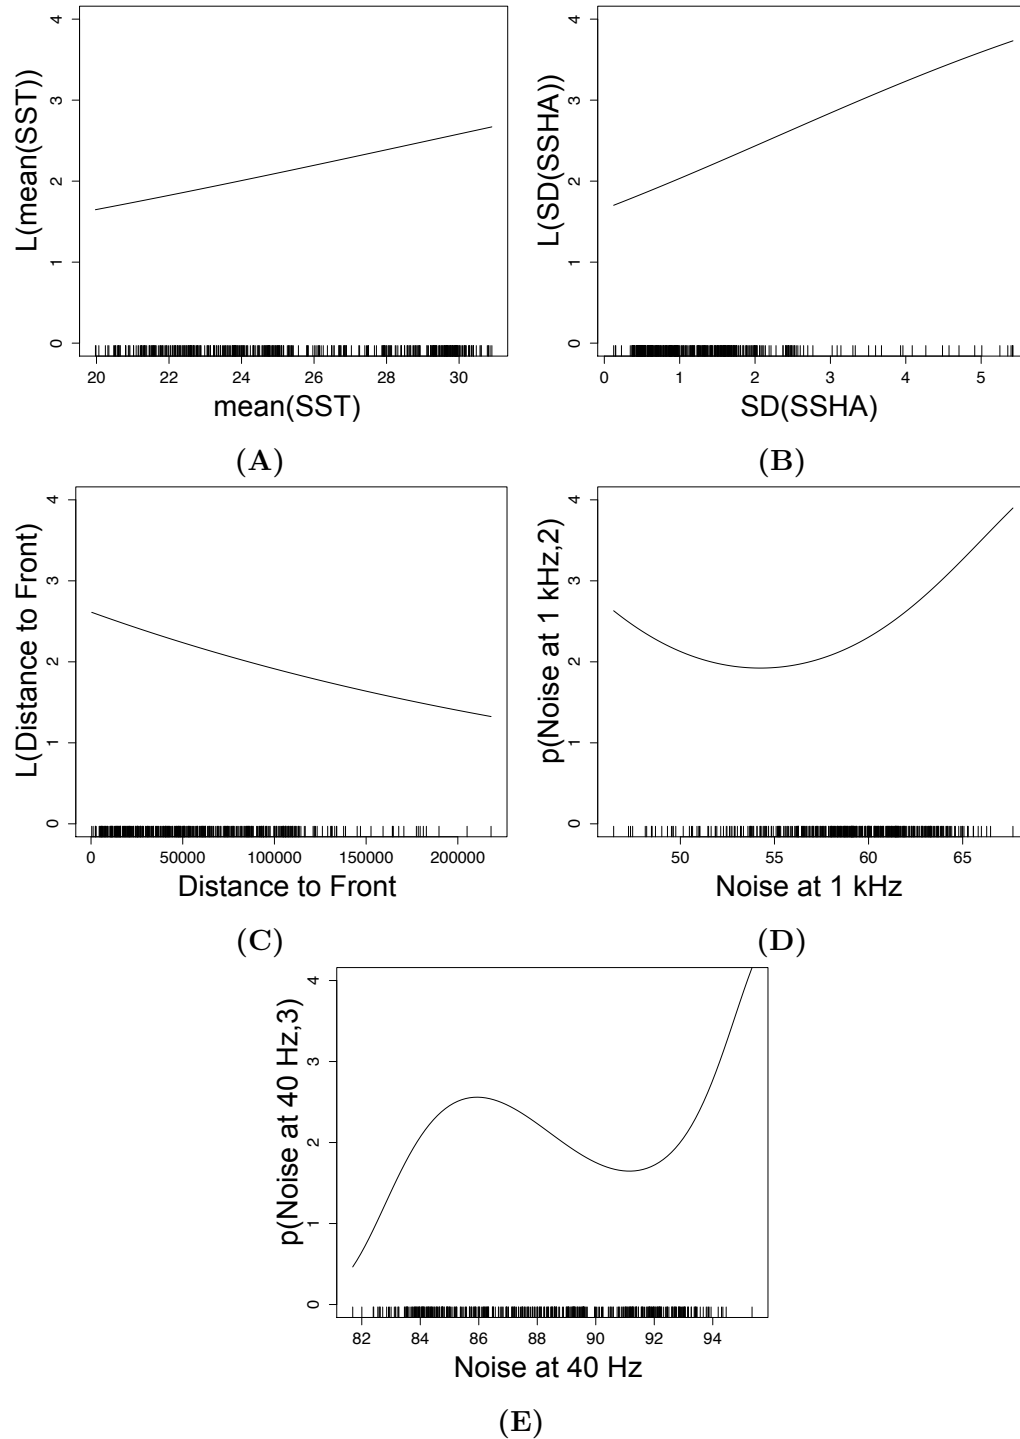 L(mean(SST))
4
3
2
1
0
20 22 24 26 28 30
mean(SST)
(A)
L(SD(SSHA))
4
3
2
1
0
0 1 2 3 4 5
SD(SSHA)
(B)
L(Distance to Front)
4
3
2
1
0
0 50000 100000 150000 200000
Distance to Front
(C)
p(Noise at 1 kHz,2)
4
3
2
1
0
50 55 60 65
Noise at 1 kHz
(D)
p(Noise at 40 Hz,3)
4
3
2
1
0
82 84 86 88 90 92 94
Noise at 40 Hz
(E)